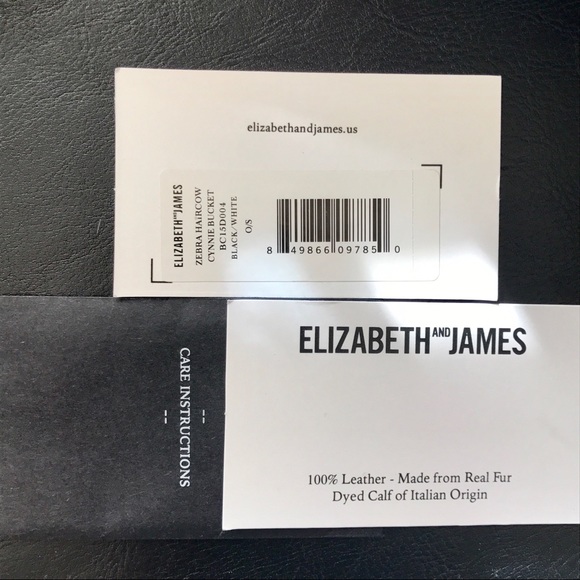 elizabethandjames.us
ELIZABETH AND JAMES
ZEBRA HAIRCOW
CYNNIE BUCKET
BC15D004
BLACK/WHITE
O/S
8 49866 09785 0
CARE INSTRUCTIONS
ELIZABETH AND JAMES
100% Leather - Made from Real Fur
Dyed Calf of Italian Origin